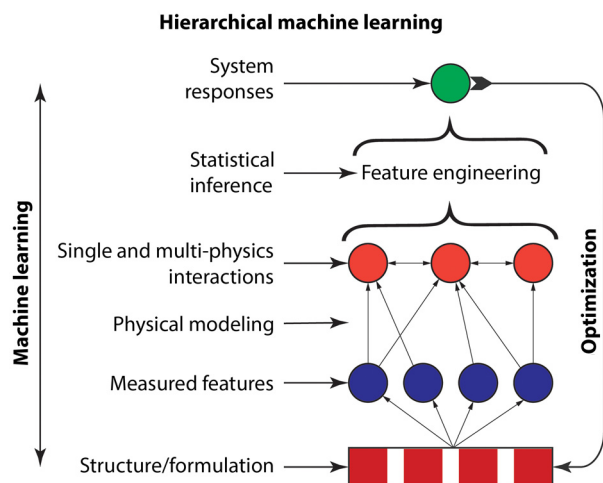 Hierarchical machine learning
System
responses
Statistical
inference
Feature engineering
Single and multi-physics
interactions
Physical modeling
Measured features
Structure/formulation
Machine learning
Optimization